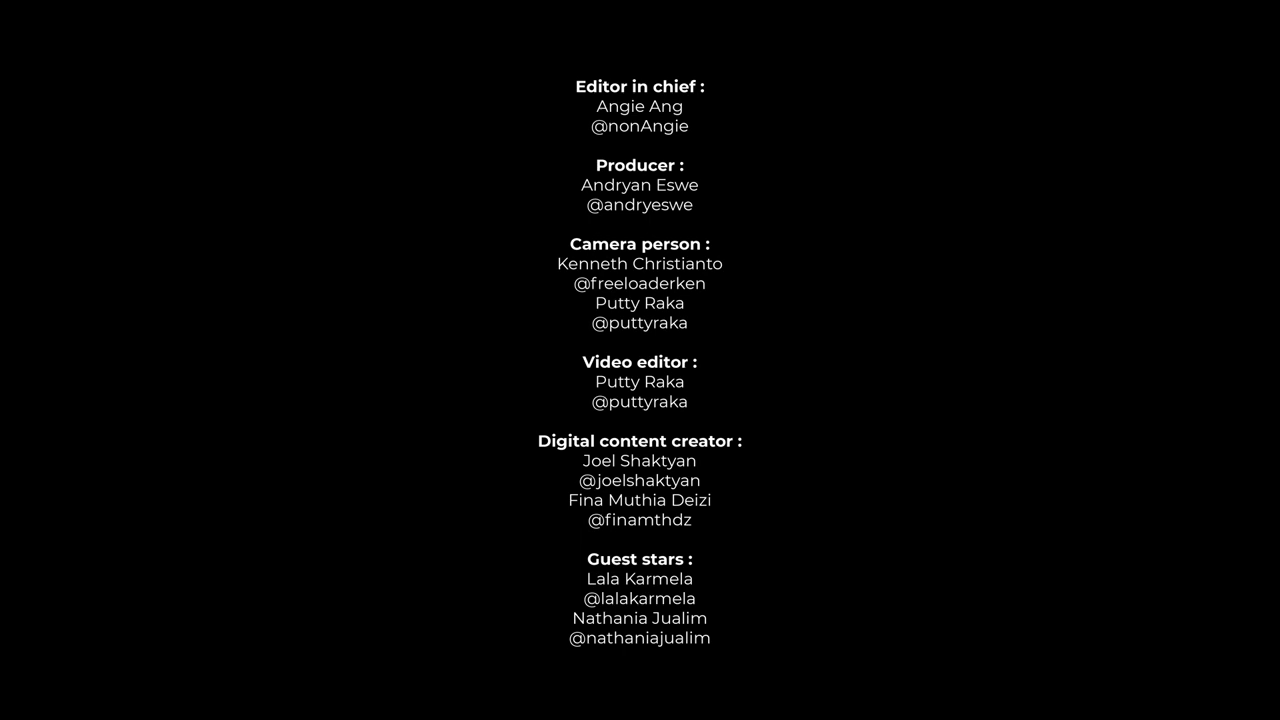 Editor in chief :
Angie Ang
@nonAngie
Producer :
Andryan Eswe
@andryeswe
Camera person :
Kenneth Christianto
@freeloaderken
Putty Raka
@puttyraka
Video editor :
Putty Raka
@puttyraka
Digital content creator :
Joel Shaktyan
@joelshaktyan
Fina Muthia Deizi
@finamthdz
Guest stars :
Lala Karmela
@lalakarmela
Nathania Jualim
@nathaniajualim